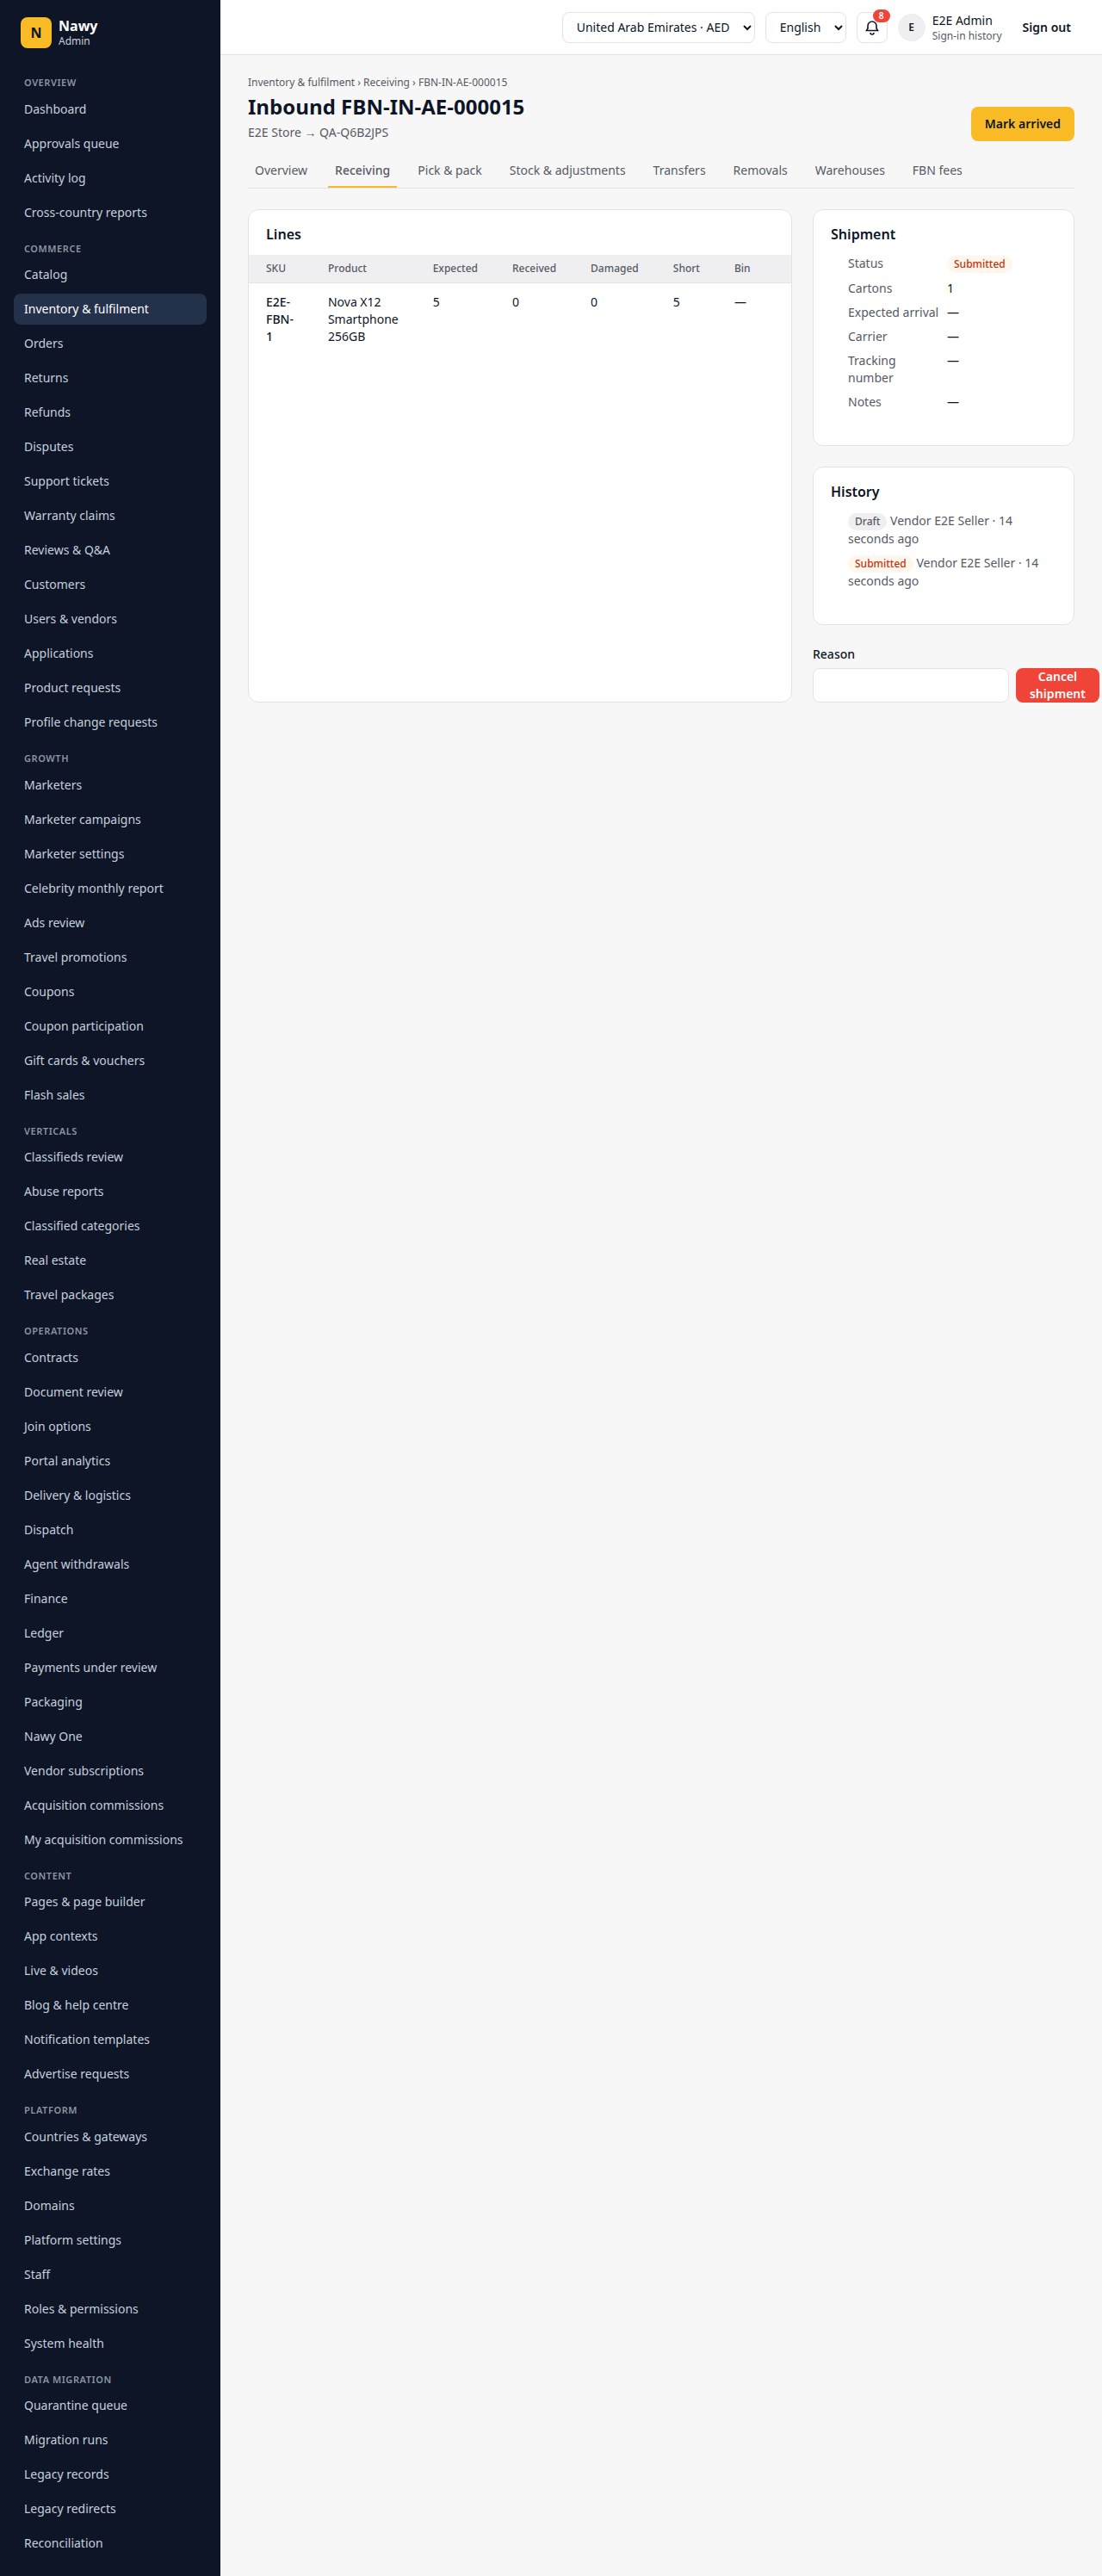 N
Nawy
Admin
OVERVIEW
Dashboard
Approvals queue
Activity log
Cross-country reports
COMMERCE
Catalog
Inventory & fulfilment
Orders
Returns
Refunds
Disputes
Support tickets
Warranty claims
Reviews & Q&A
Customers
Users & vendors
Applications
Product requests
Profile change requests
GROWTH
Marketers
Marketer campaigns
Marketer settings
Celebrity monthly report
Ads review
Travel promotions
Coupons
Coupon participation
Gift cards & vouchers
Flash sales
VERTICALS
Classifieds review
Abuse reports
Classified categories
Real estate
Travel packages
OPERATIONS
Contracts
Document review
Join options
Portal analytics
Delivery & logistics
Dispatch
Agent withdrawals
Finance
Ledger
Payments under review
Packaging
Nawy One
Vendor subscriptions
Acquisition commissions
My acquisition commissions
CONTENT
Pages & page builder
App contexts
Live & videos
Blog & help centre
Notification templates
Advertise requests
PLATFORM
Countries & gateways
Exchange rates
Domains
Platform settings
Staff
Roles & permissions
System health
DATA MIGRATION
Quarantine queue
Migration runs
Legacy records
Legacy redirects
Reconciliation
United Arab Emirates · AED
English
8
E
E2E Admin
Sign-in history
Sign out
Inventory & fulfilment › Receiving › FBN-IN-AE-000015
Inbound FBN-IN-AE-000015
E2E Store → QA-Q6B2JPS
Mark arrived
Overview Receiving Pick & pack Stock & adjustments Transfers Removals Warehouses FBN fees
Lines
SKU Product Expected Received Damaged Short Bin
E2E- Nova X12 5 0 0 5 —
FBN- Smartphone
1 256GB
Shipment
Status Submitted
Cartons 1
Expected arrival —
Carrier —
Tracking —
number
Notes —
History
Draft Vendor E2E Seller · 14
seconds ago
Submitted Vendor E2E Seller · 14
seconds ago
Reason
Cancel
shipment